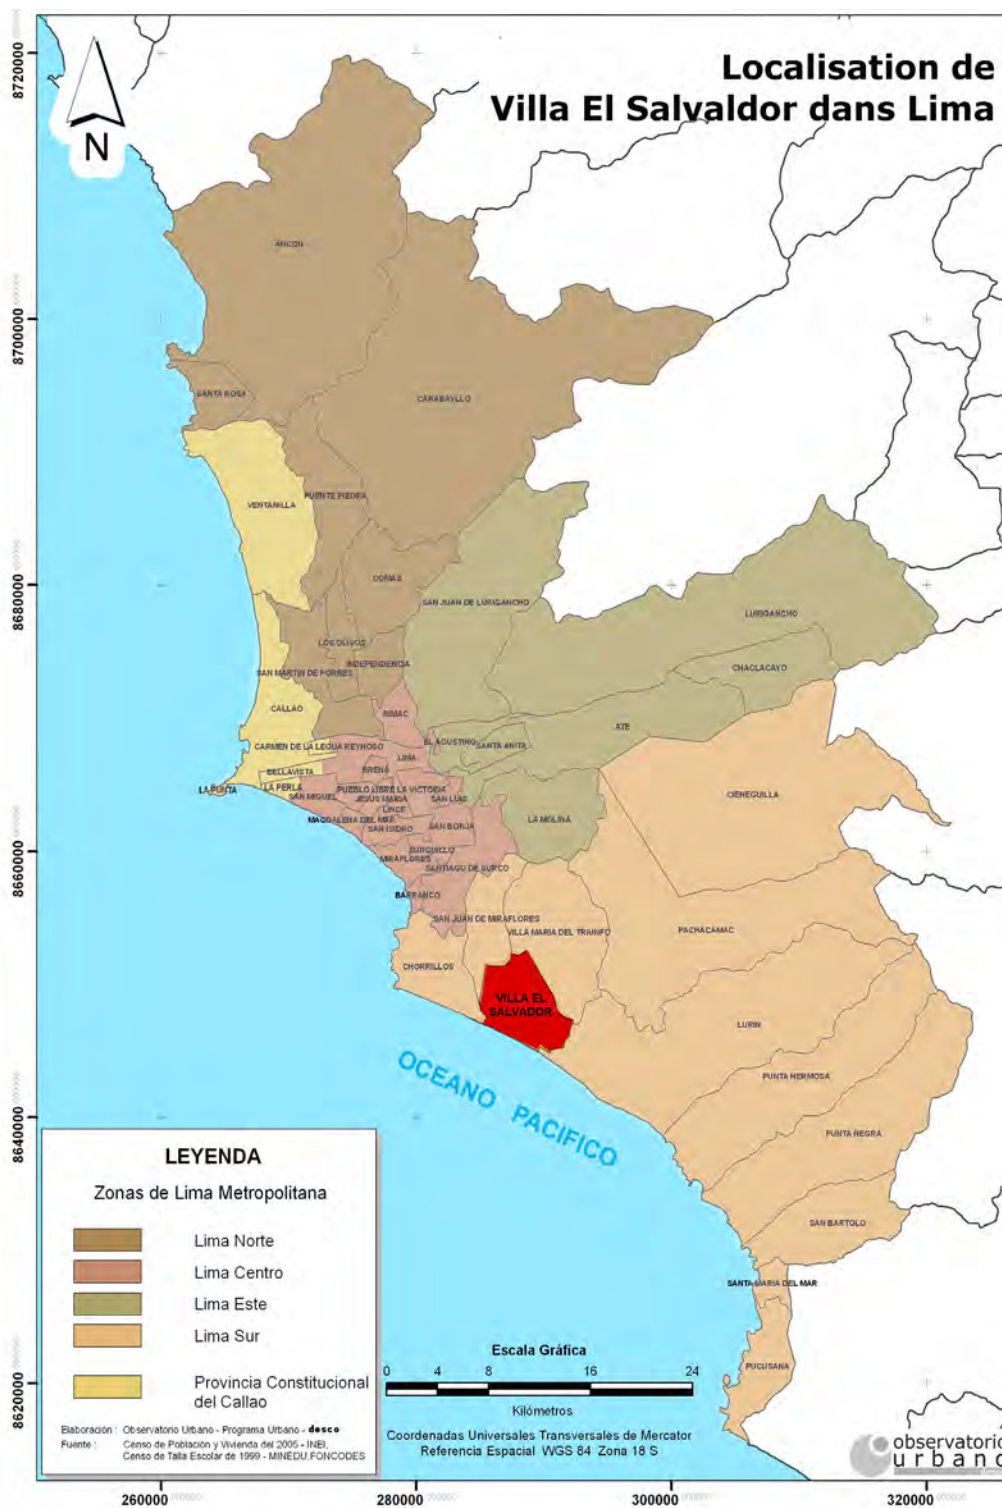 Localisation de
Villa El Salvaldor dans Lima
N
8720000
8700000
8680000
8660000
8640000
8620000
ANCON
CARABAYLLO
SANTA ROSA
VENTANILLA
PUENTE PIEDRA
COMAS
SAN JUAN DE LURIGANCHO
LURIGANCHO
LOS OLIVOS
INDEPENDENCIA
CHACLACAYO
SAN MARTIN DE PORRES
CALLAO
RIMAC
ATE
EL AGUSTINO
SANTA ANITA
CARMEN DE LA LEGUA REYNOSO
LIMA
BELLAVISTA
BREÑA
LA PUNTA
LA PERLA
PUEBLO LIBRE
LA VICTORIA
CIENEGUILLA
SAN MIGUEL
JESUS MARIA
SAN LUIS
LINCE
MAGDALENA DEL MAR
LA MOLINA
SAN ISIDRO
SAN BORJA
SURQUILLO
MIRAFLORES
SANTIAGO DE SURCO
BARRANCO
SAN JUAN DE MIRAFLORES
VILLA MARIA DEL TRIUNFO
PACHACAMAC
CHORRILLOS
VILLA EL
SALVADOR
LURIN
OCEANO PACIFICO
PUNTA HERMOSA
PUNTA NEGRA
SAN BARTOLO
SANTA MARIA DEL MAR
PUCUSANA
LEYENDA
Zonas de Lima Metropolitana
Lima Norte
Lima Centro
Lima Este
Lima Sur
Provincia Constitucional
del Callao
Elaboración : Observatorio Urbano - Programa Urbano - desco
Fuente : Censo de Población y Vivienda del 2005 - INEI,
Censo de Talla Escolar de 1999 - MINEDU.FONCODES
Escala Gráfica
0 4 8 16 24
Kilómetros
Coordenadas Universales Transversales de Mercator
Referencia Espacial WGS 84 Zona 18 S
observatorio
urbano
260000 280000 300000 320000